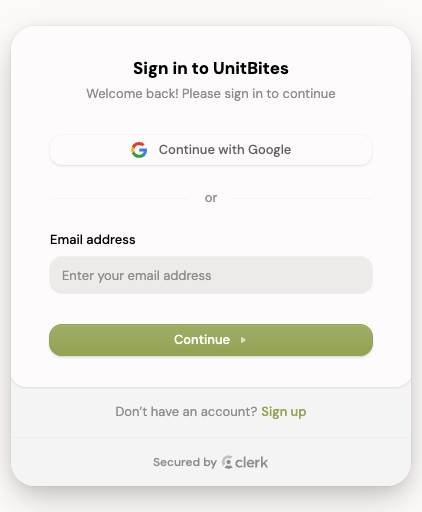 Sign in to UnitBites
Welcome back! Please sign in to continue
Continue with Google
or
Email address
Enter your email address
Continue
Don’t have an account? Sign up
Secured by clerk